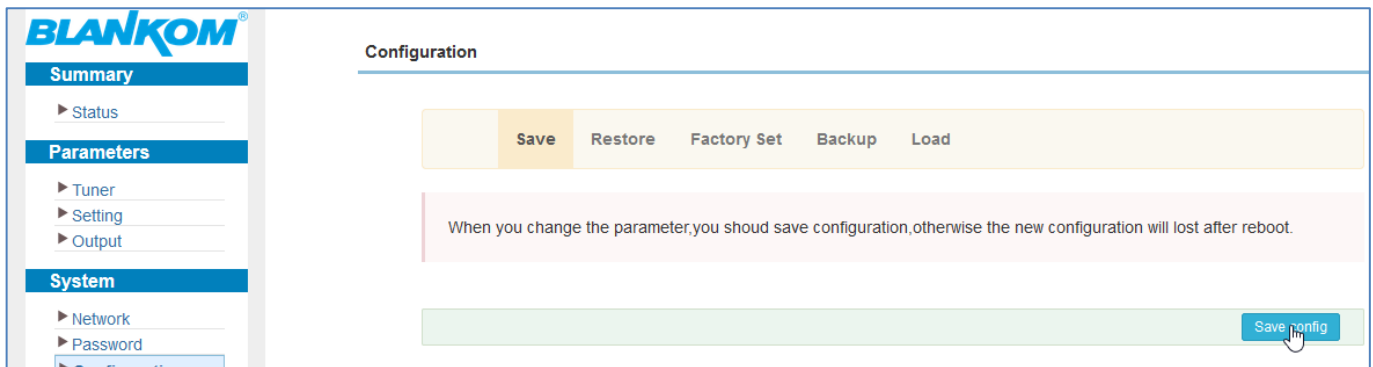 BLANKOM®
Summary
Status
Parameters
Tuner
Setting
Output
System
Network
Password
Configuration
Save Restore Factory Set Backup Load
When you change the parameter,you shoud save configuration,otherwise the new configuration will lost after reboot.
Save config